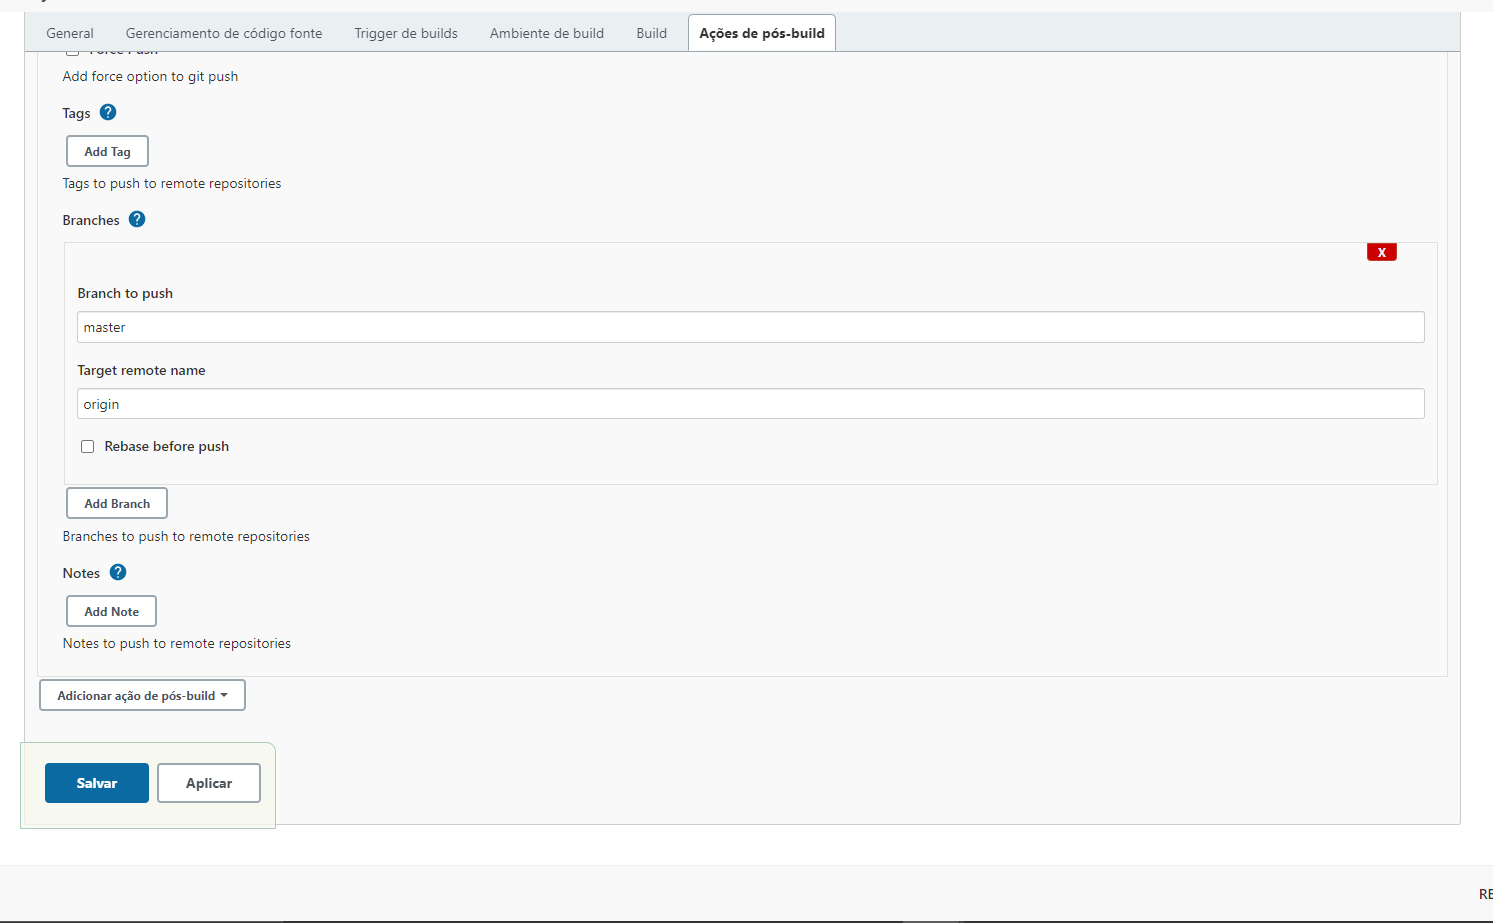 General Gerenciamento de código fonte Trigger de builds Ambiente de build Build Ações de pós-build
Force Push
Add force option to git push
Tags ?
Add Tag
Tags to push to remote repositories
Branches ?
X
Branch to push
master
Target remote name
origin
Rebase before push
Add Branch
Branches to push to remote repositories
Notes ?
Add Note
Notes to push to remote repositories
Adicionar ação de pós-build
Salvar Aplicar